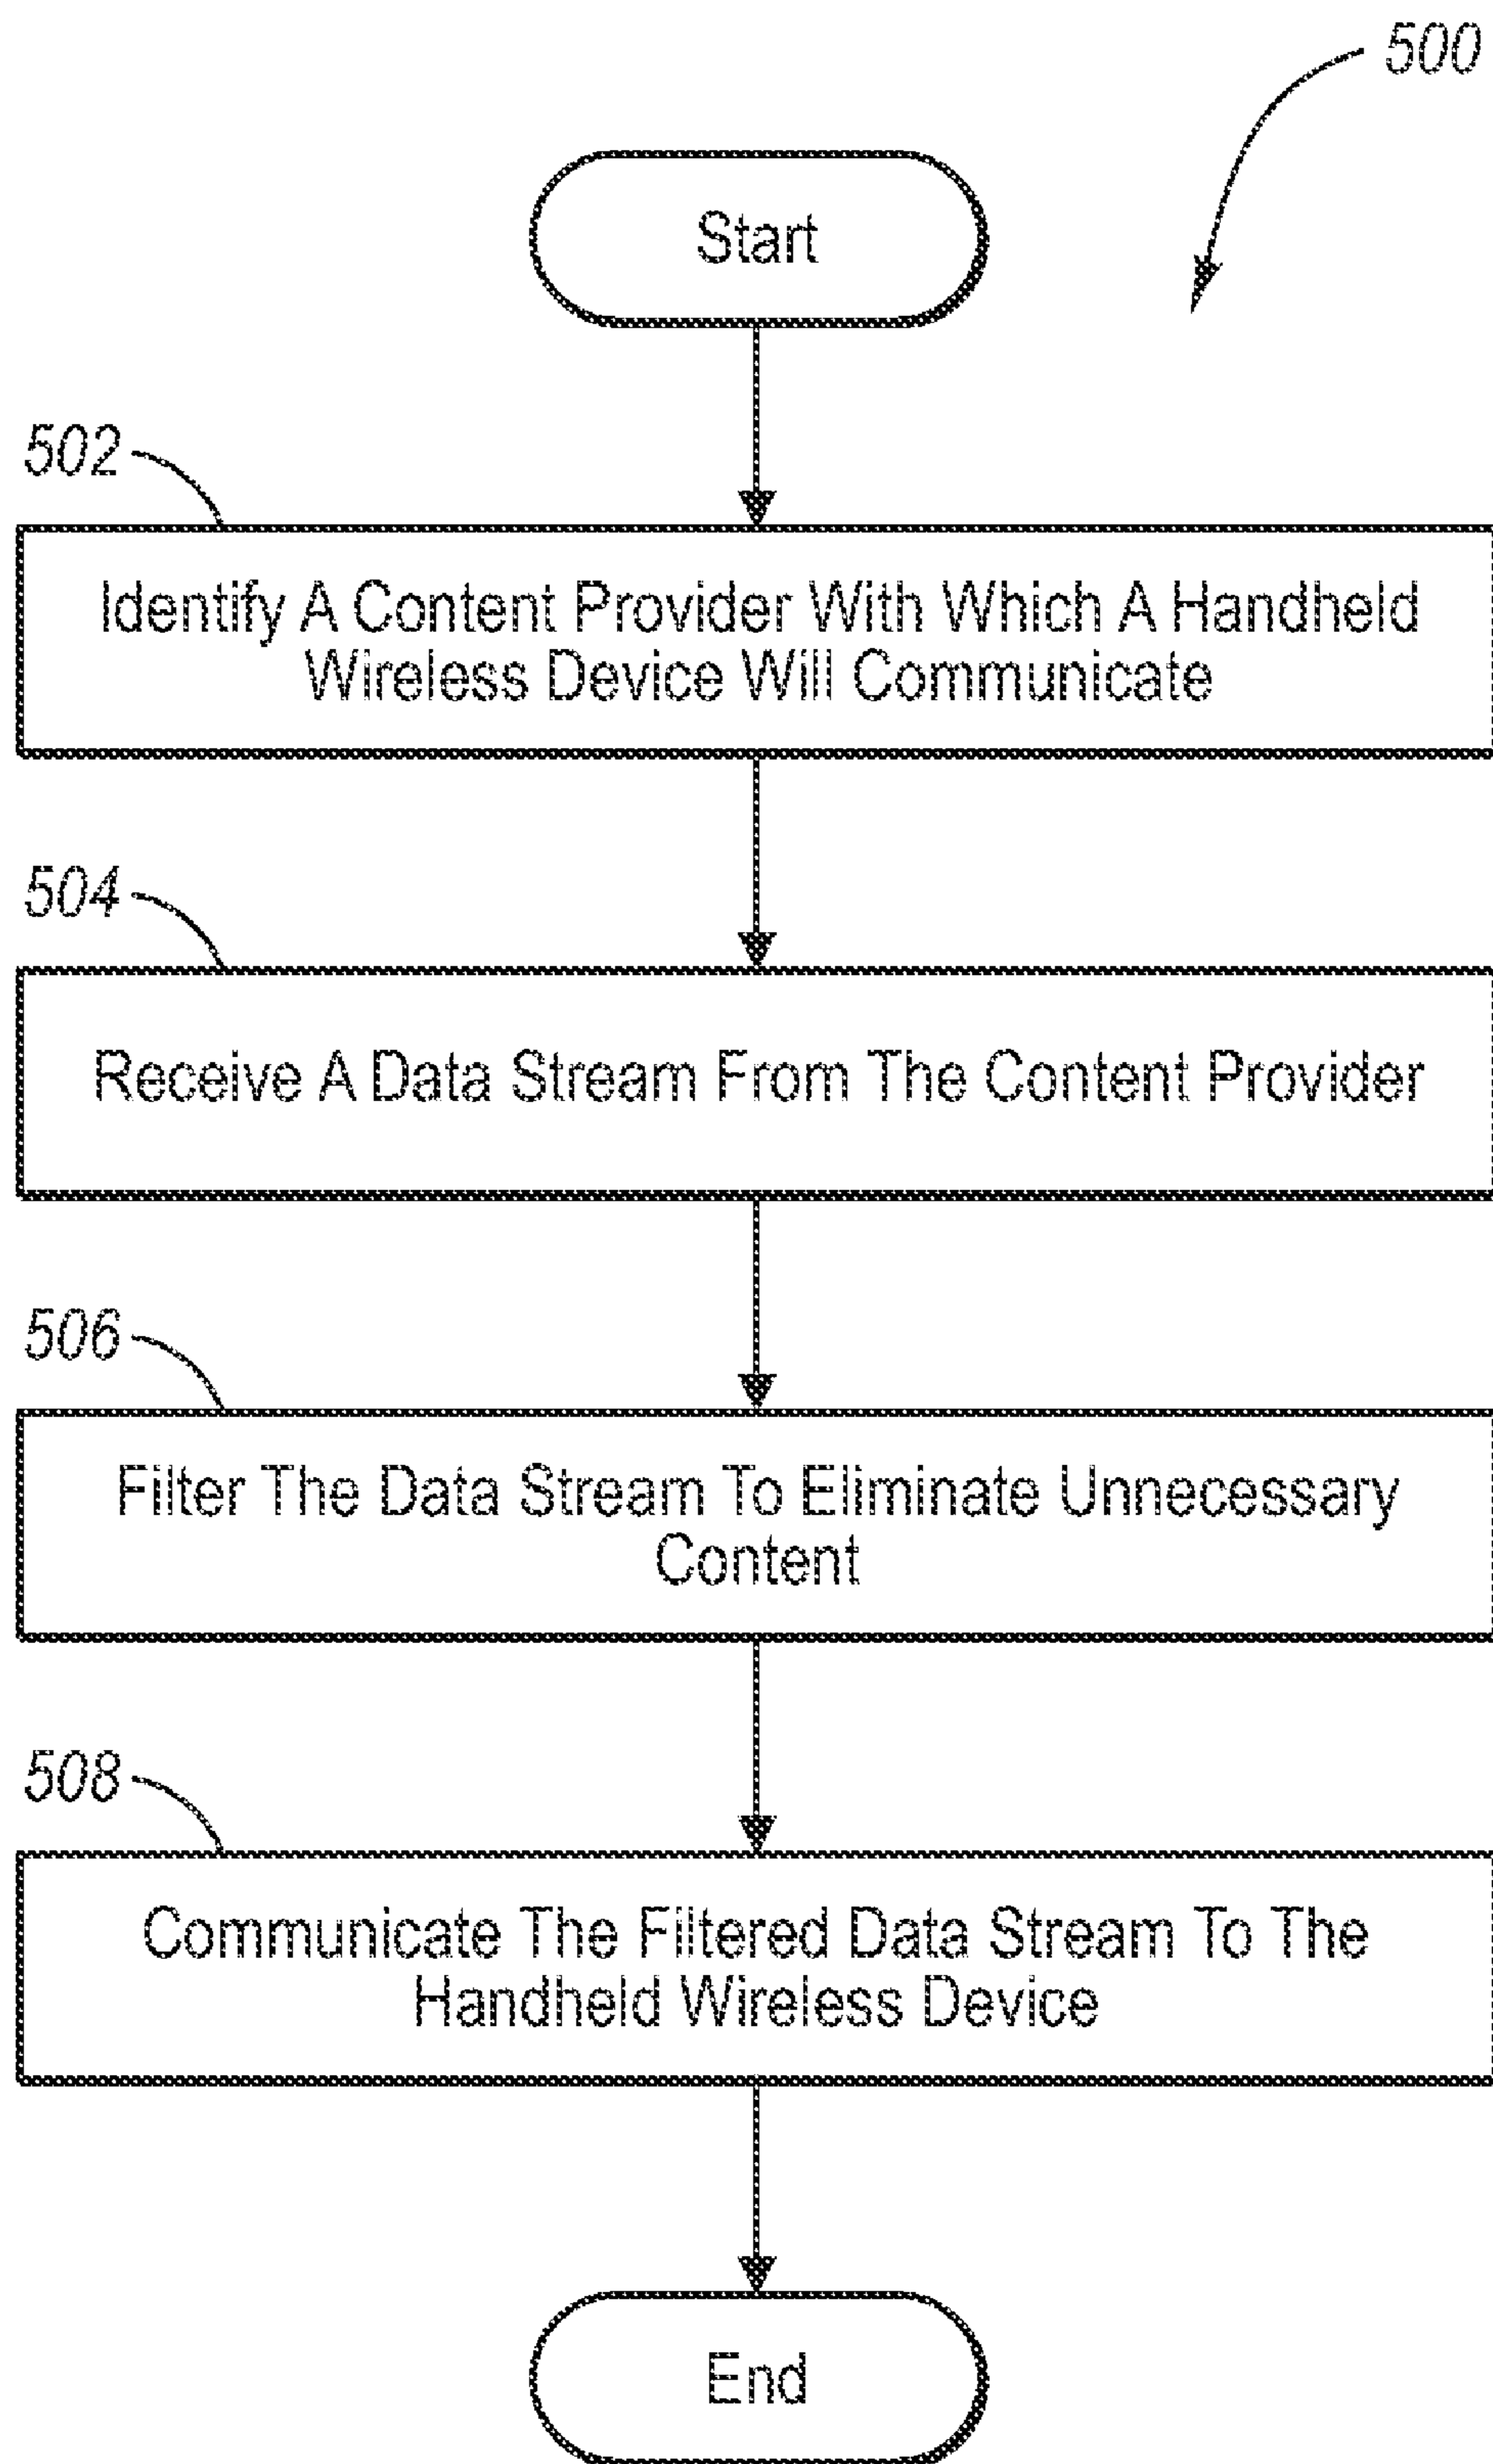 500
Start
502
Identify A Content Provider With Which A Handheld
Wireless Device Will Communicate
504
Receive A Data Stream From The Content Provider
506
Filter The Data Stream To Eliminate Unnecessary
Content
508
Communicate The Filtered Data Stream To The
Handheld Wireless Device
End